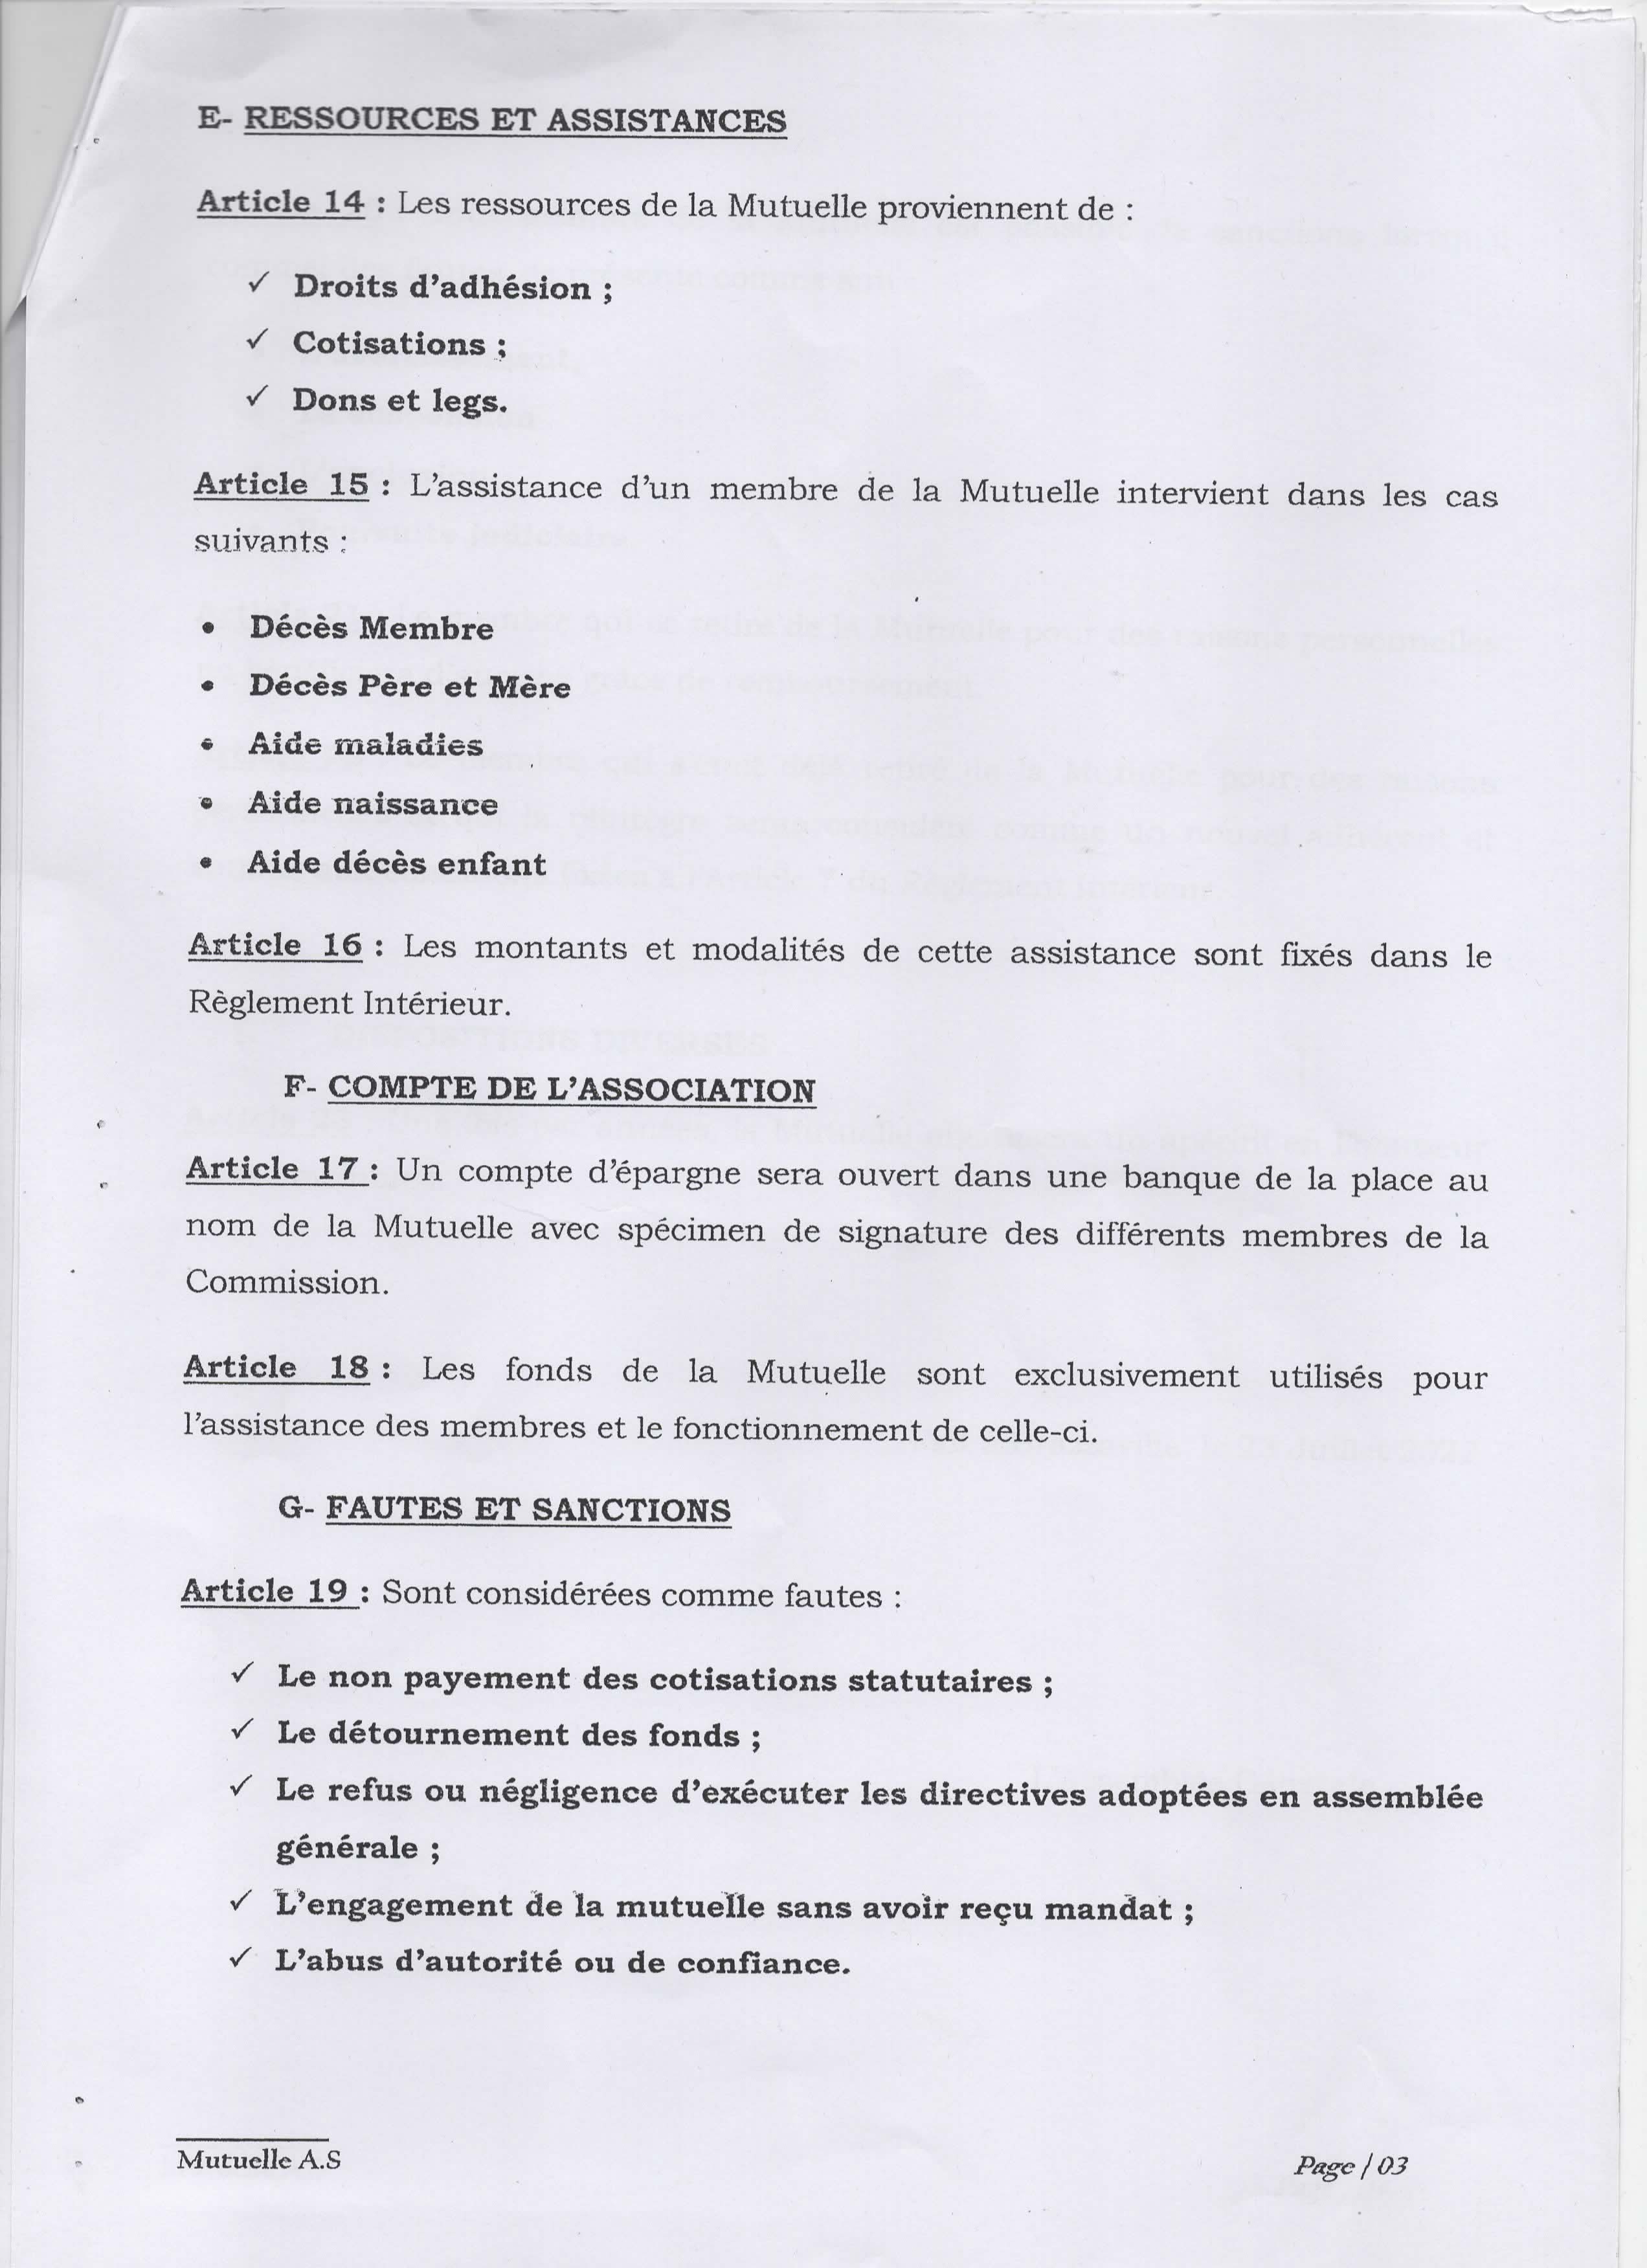 E- RESSOURCES ET ASSISTANCES
Article 14 : Les ressources de la Mutuelle proviennent de :
✓ Droits d'adhésion ;
✓ Cotisations ;
✓ Dons et legs.
Article 15 : L'assistance d'un membre de la Mutuelle intervient dans les cas
suivants :
• Décès Membre
• Décès Père et Mère
• Aide maladies
• Aide naissance
• Aide décès enfant
Article 16 : Les montants et modalités de cette assistance sont fixés dans le
Règlement Intérieur.
F- COMPTE DE L'ASSOCIATION
Article 17 : Un compte d'épargne sera ouvert dans une banque de la place au
nom de la Mutuelle avec spécimen de signature des différents membres de la
Commission.
Article 18 : Les fonds de la Mutuelle sont exclusivement utilisés pour
l'assistance des membres et le fonctionnement de celle-ci.
G- FAUTES ET SANCTIONS
Article 19 : Sont considérées comme fautes :
✓ Le non payement des cotisations statutaires ;
✓ Le détournement des fonds ;
✓ Le refus ou négligence d'exécuter les directives adoptées en assemblée
générale ;
✓ L'engagement de la mutuelle sans avoir reçu mandat ;
✓ L'abus d'autorité ou de confiance.
Mutuelle A.S
Page / 03